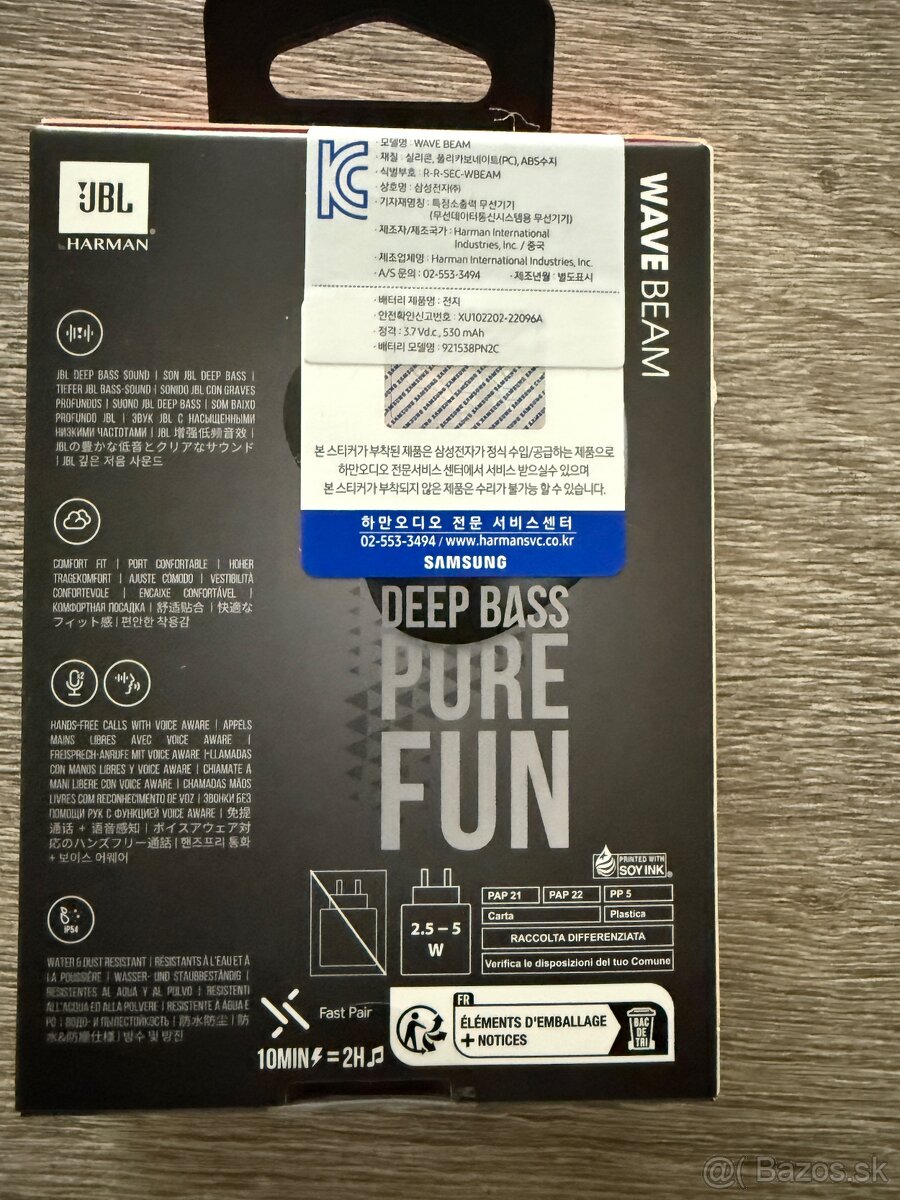 JBL
HARMAN
모델명 : WAVE BEAM
· 재질 : 실리콘, 폴리카보네이트(PC), ABS수지
· 식별부호 : R-R-SEC-WBEAM
· 상호명 : 삼성전자㈜
· 기자재명칭 : 특정소출력 무선기기
(무선데이터통신시스템용 무선기기)
· 제조자/제조국가 : Harman International
Industries, Inc. / 중국
· 제조업체명 : Harman International Industries, Inc.
· A/S 문의 : 02-553-3494 · 제조년월 : 별도표시
· 배터리 제품명 : 전지
· 안전확인신고번호 : XU102202-22096A
· 정격 : 3.7 Vd.c , 530 mAh
· 배터리 모델명 : 921538PN2C
본 스티커가 부착된 제품은 삼성전자가 정식 수입/공급하는 제품으로
하만오디오 전문서비스 센터에서 서비스 받으실수 있으며
본 스티커가 부착되지 않은 제품은 수리가 불가능 할 수 있습니다.
하만오디오 전문 서비스센터
02-553-3494 / www.harmansvc.co.kr
SAMSUNG
WAVE BEAM
JBL DEEP BASS SOUND | SON JBL DEEP BASS |
TIEFER JBL BASS-SOUND | SONIDO JBL CON GRAVES
PROFUNDOS | SUONO JBL DEEP BASS | SOM BAIXO
PROFUNDO JBL | ЗВУК JBL С НАСЫЩЕННЫМИ
НИЗКИМИ ЧАСТОТАМИ | JBL 增强低频音效 |
JBLの豊かな低音とクリアなサウンド
| JBL 깊은 저음 사운드
COMFORT FIT | PORT CONFORTABLE | HOHER
TRAGEKOMFORT | AJUSTE CÓMODO | VESTIBILITÀ
CONFORTEVOLE | ENCAIXE CONFORTÁVEL |
КОМФОРТНАЯ ПОСАДКА | 舒适贴合 | 快適な
フィット感 | 편안한 착용감
HANDS-FREE CALLS WITH VOICE AWARE | APPELS
MAINS LIBRES AVEC VOICE AWARE |
FREISPRECH-ANRUFE MIT VOICE AWARE | LLAMADAS
CON MANOS LIBRES Y VOICE AWARE | CHIAMATE A
MANI LIBERE CON VOICE AWARE | CHAMADAS MÃOS
LIVRES COM RECONHECIMENTO DE VOZ | ЗВОНКИ БЕЗ
ПОМОЩИ РУК С ФУНКЦИЕЙ VOICE AWARE | 免提
通话 + 语音感知 | ボイスアウェア対
応のハンズフリー通話 | 핸즈프리 통화
+ 보이스 어웨어
IP54
WATER & DUST RESISTANT | RÉSISTANTS À L'EAU ET À
LA POUSSIÈRE | WASSER- UND STAUBBESTÄNDIG |
RESISTENTES AL AGUA Y AL POLVO | RESISTENTI
ALL'ACQUA ED ALLA POLVERE | RESISTENTE À ÁGUA E
PÓ | ВОДО- И ПЫЛЕСТОЙКОСТЬ | 防水防尘 | 防
水&防塵仕様 | 방수 및 방진
DEEP BASS
PURE
FUN
PRINTED WITH
SOY INK
2.5 – 5
W
PAP 21 PAP 22 PP 5
Carta Plastica
RACCOLTA DIFFERENZIATA
Verifica le disposizioni del tuo Comune
Fast Pair
10MIN = 2H
FR
ÉLÉMENTS D'EMBALLAGE
+ NOTICES
BAC
DE
TRI
@( Bazos.sk